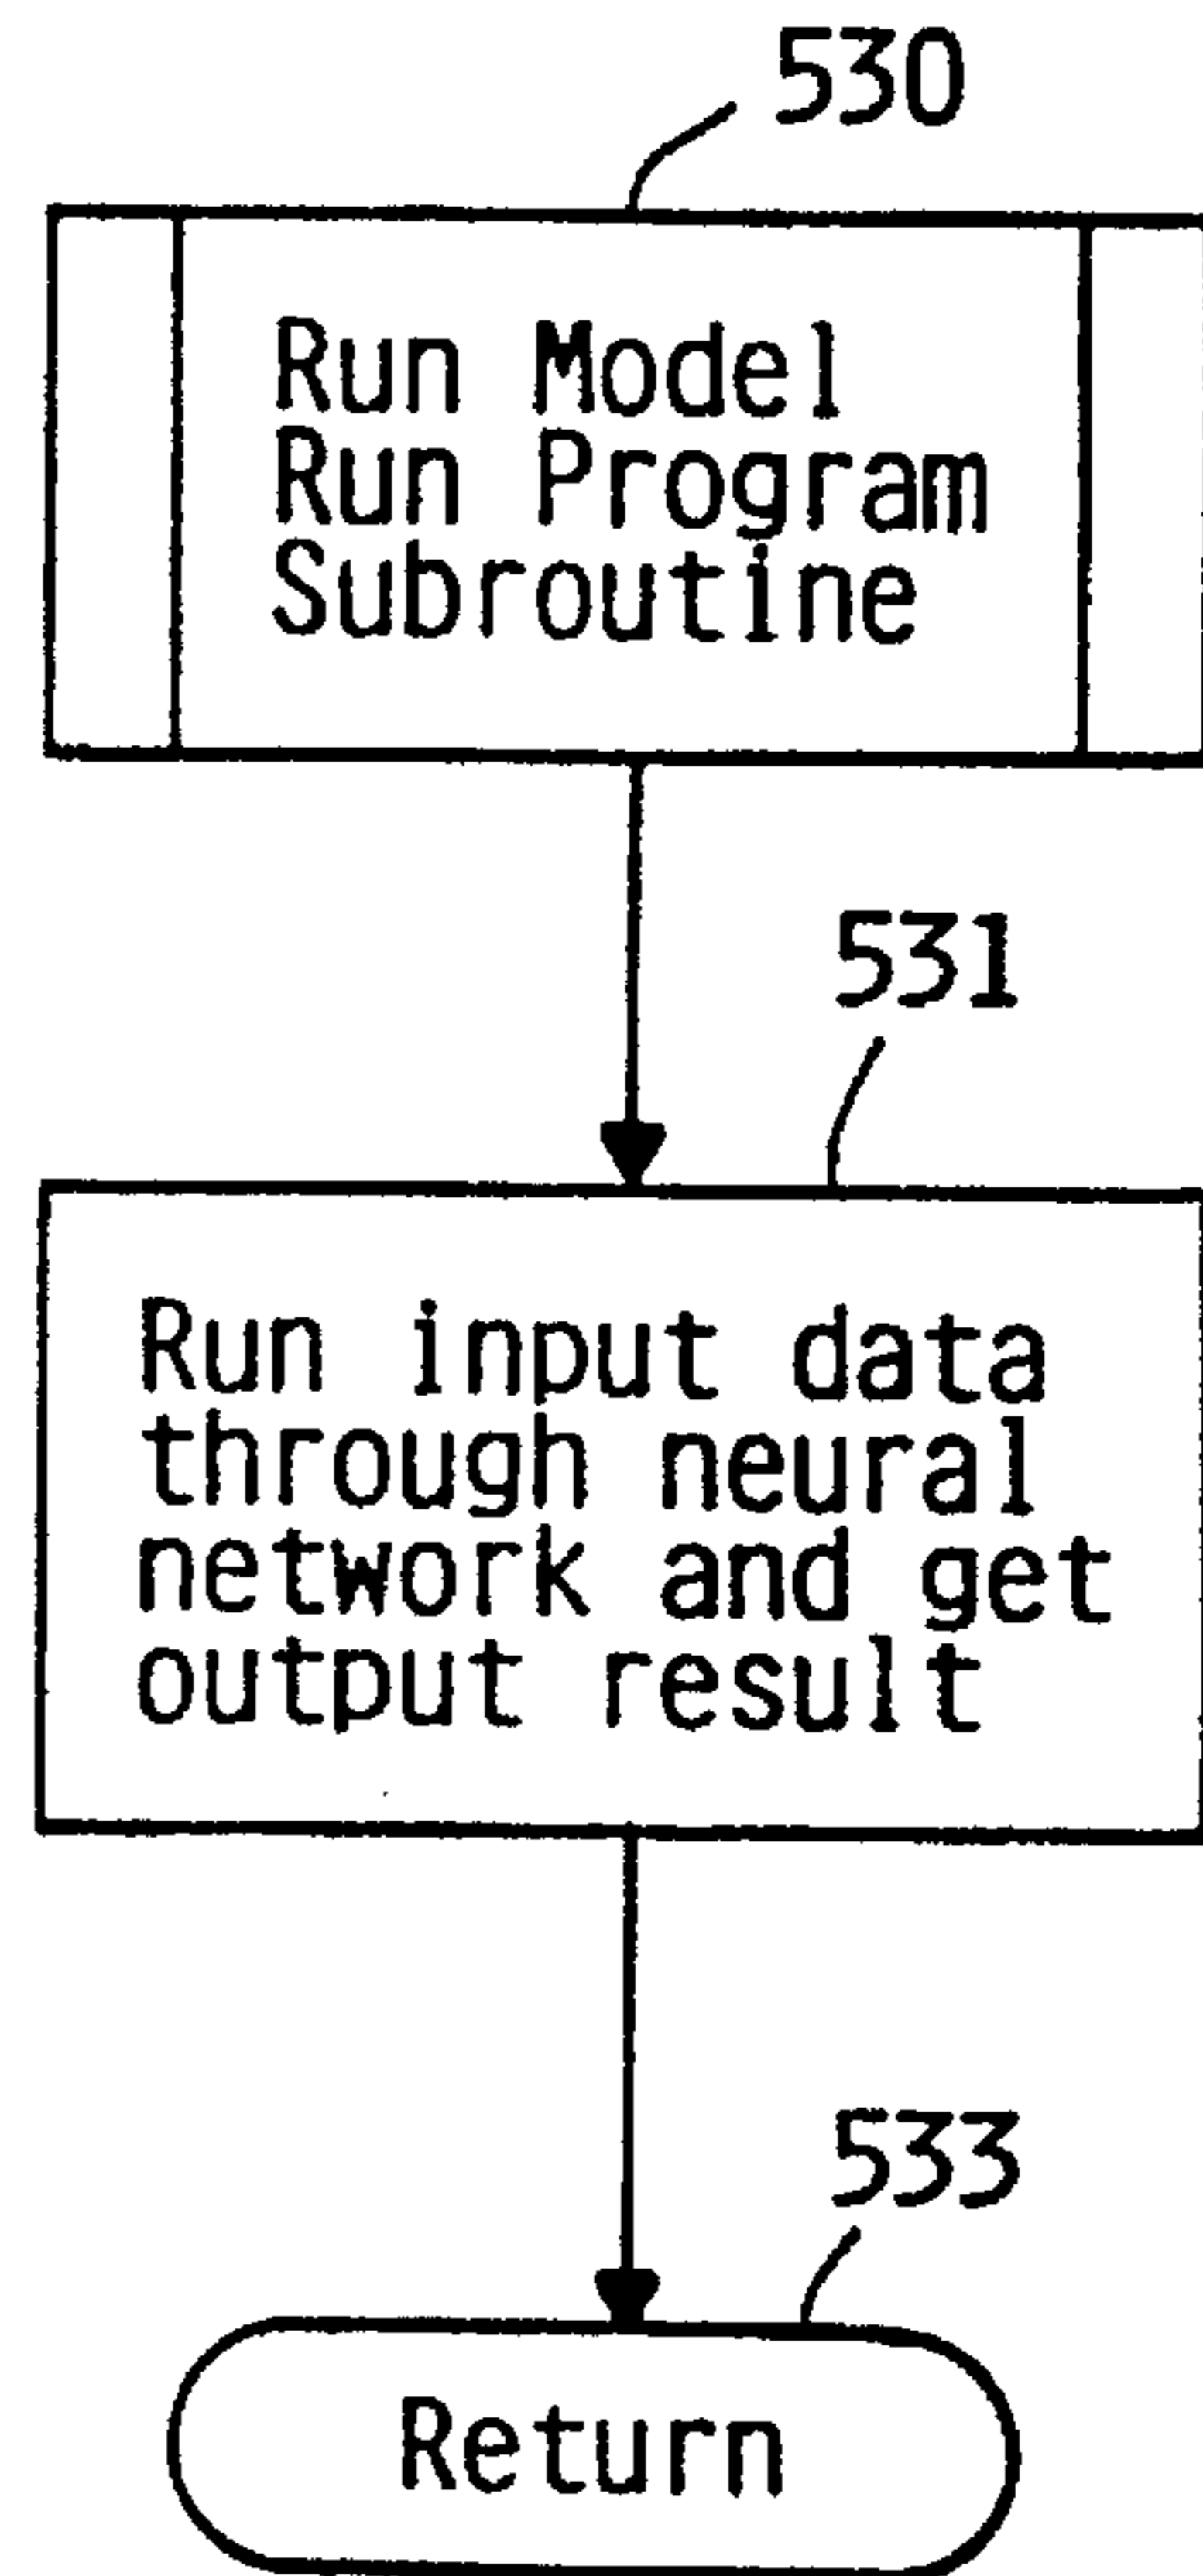 530
Run Model
Run Program
Subroutine
531
Run input data
through neural
network and get
output result
533
Return